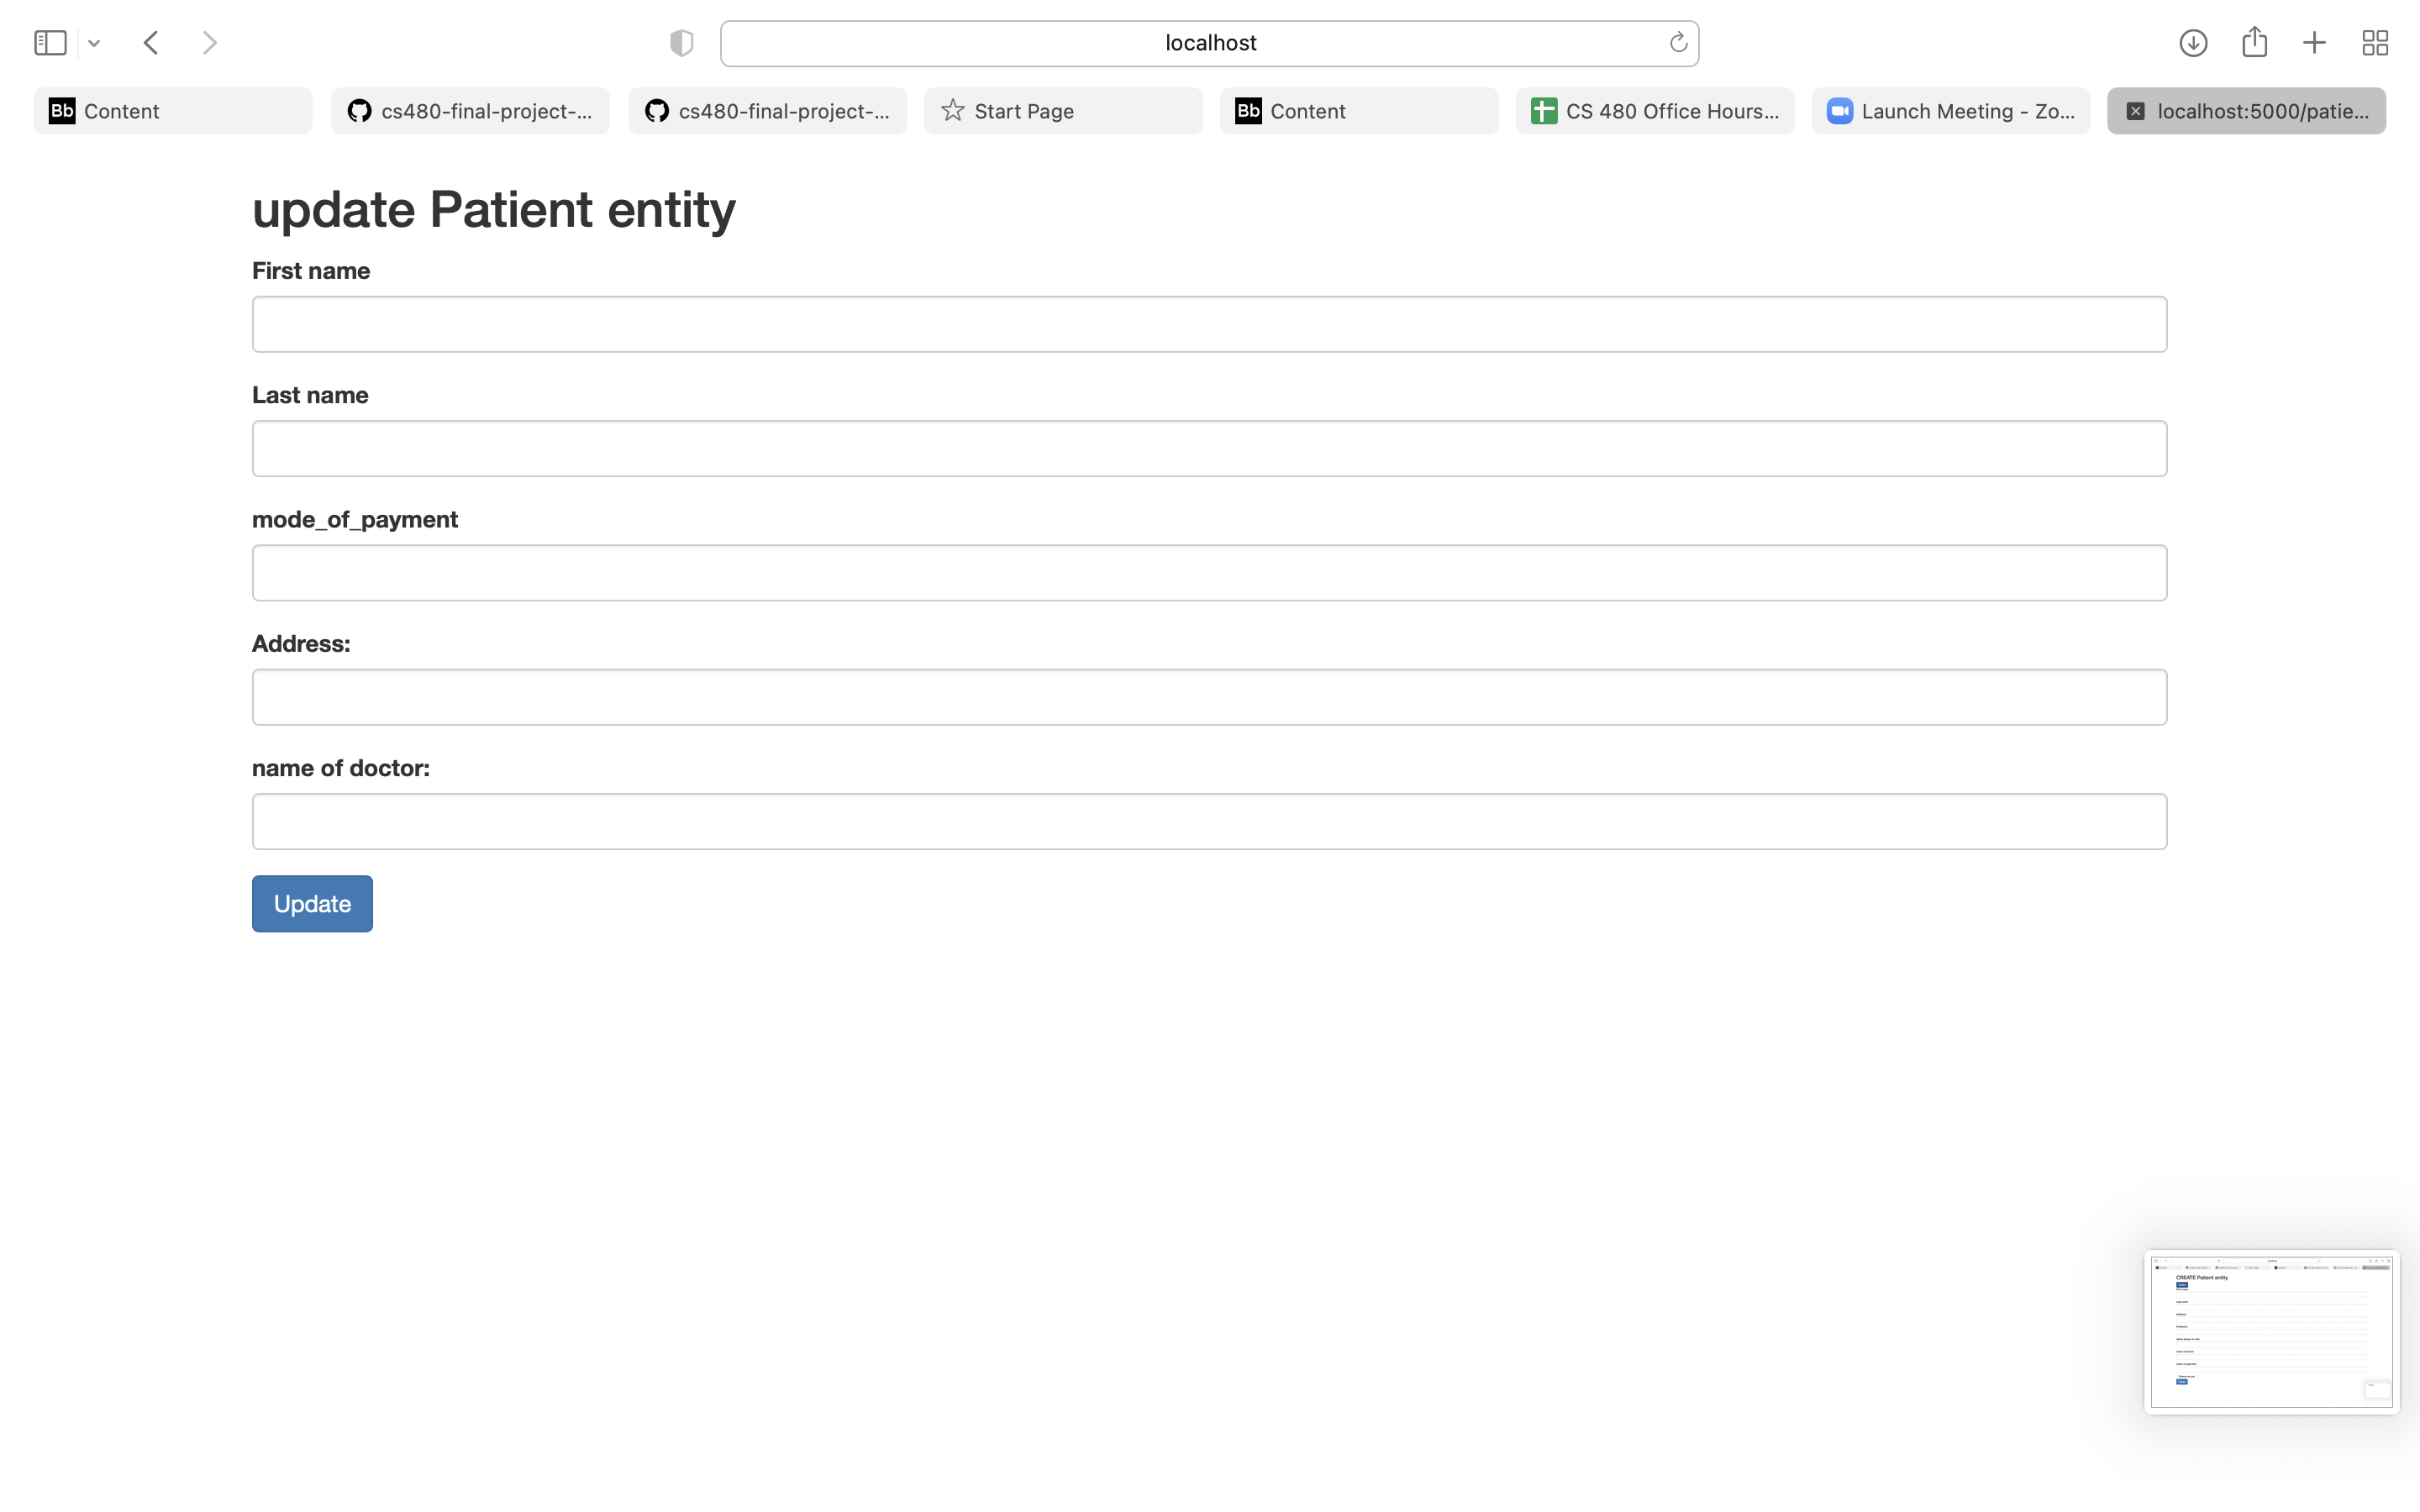 localhost
Bb Content
cs480-final-project-...
cs480-final-project-...
Start Page
Bb Content
CS 480 Office Hours...
Launch Meeting - Zo...
localhost:5000/patie...
update Patient entity
First name
Last name
mode_of_payment
Address:
name of doctor:
Update
CREATE Patient entity